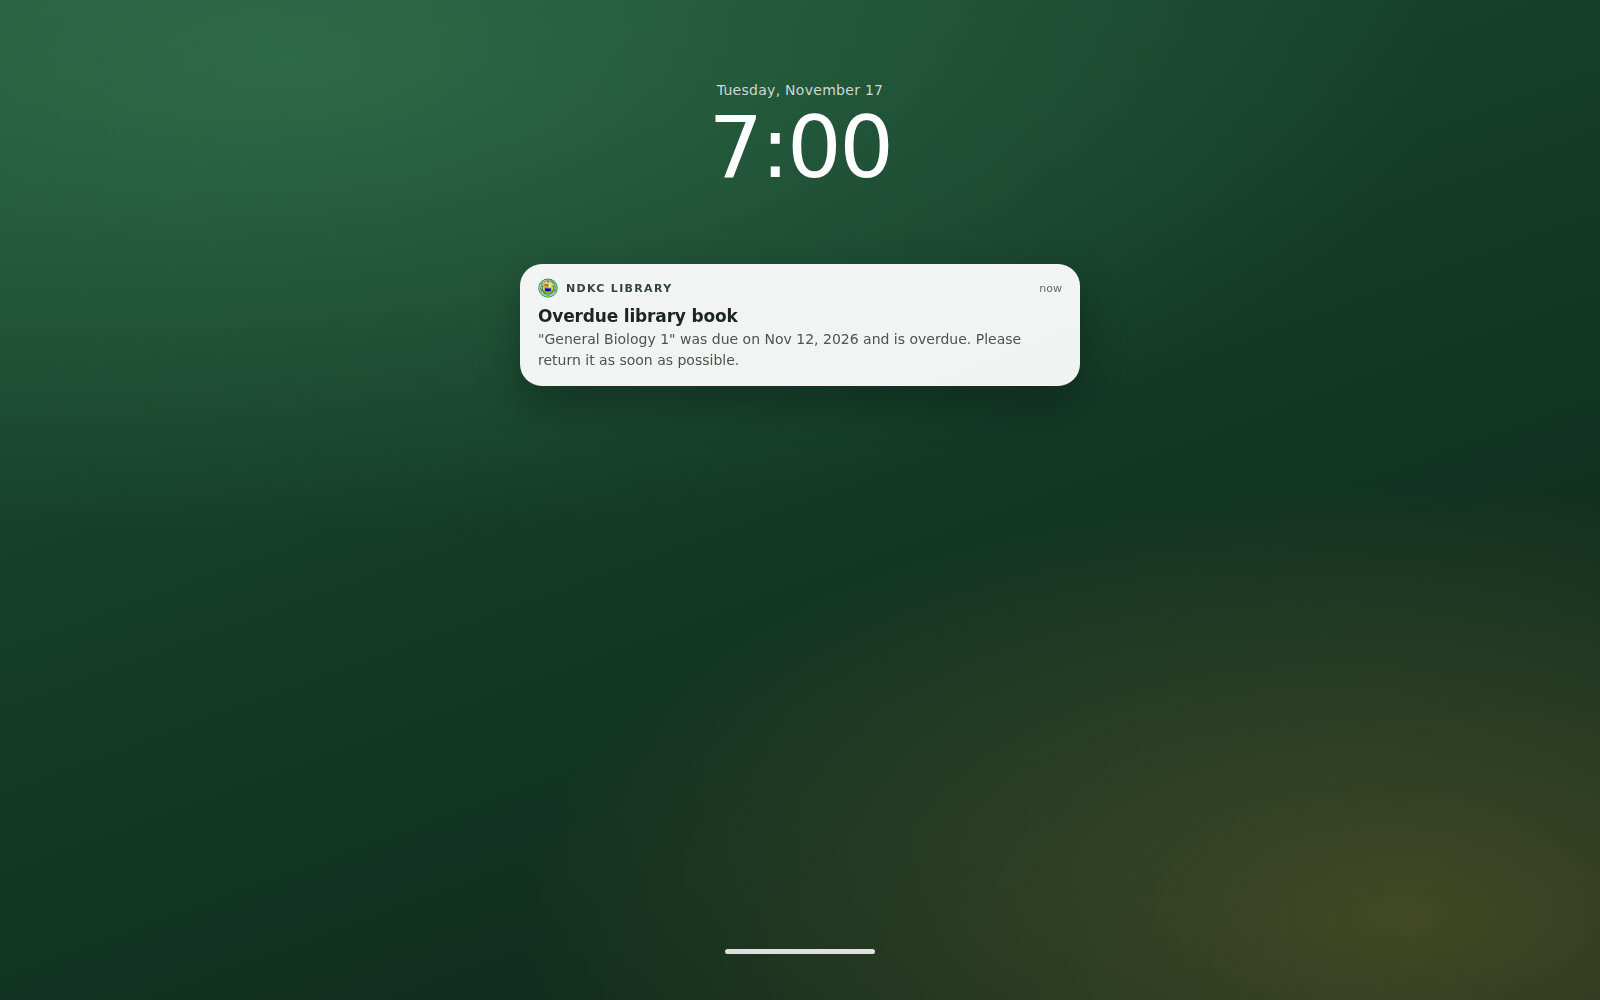 Tuesday, November 17
7:00
NDKC LIBRARY now
Overdue library book
"General Biology 1" was due on Nov 12, 2026 and is overdue. Please
return it as soon as possible.